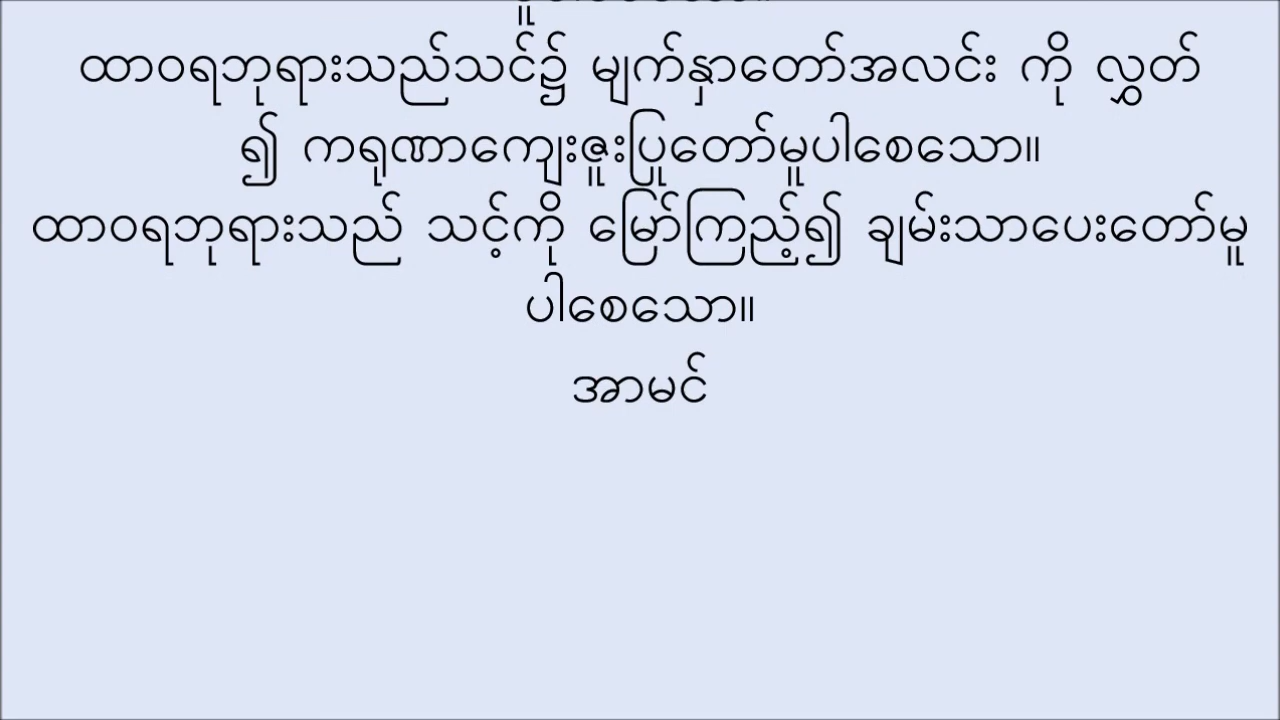 ထာဝရဘုရားသည်သင်၌ မျက်နှာတော်အလင်း ကို လွှတ်
၍ ကရုဏာကျေးဇူးပြုတော်မူပါစေသော။
ထာဝရဘုရားသည် သင့်ကို မြော်ကြည့်၍ ချမ်းသာပေးတော်မူ
ပါစေသော။
အာမင်